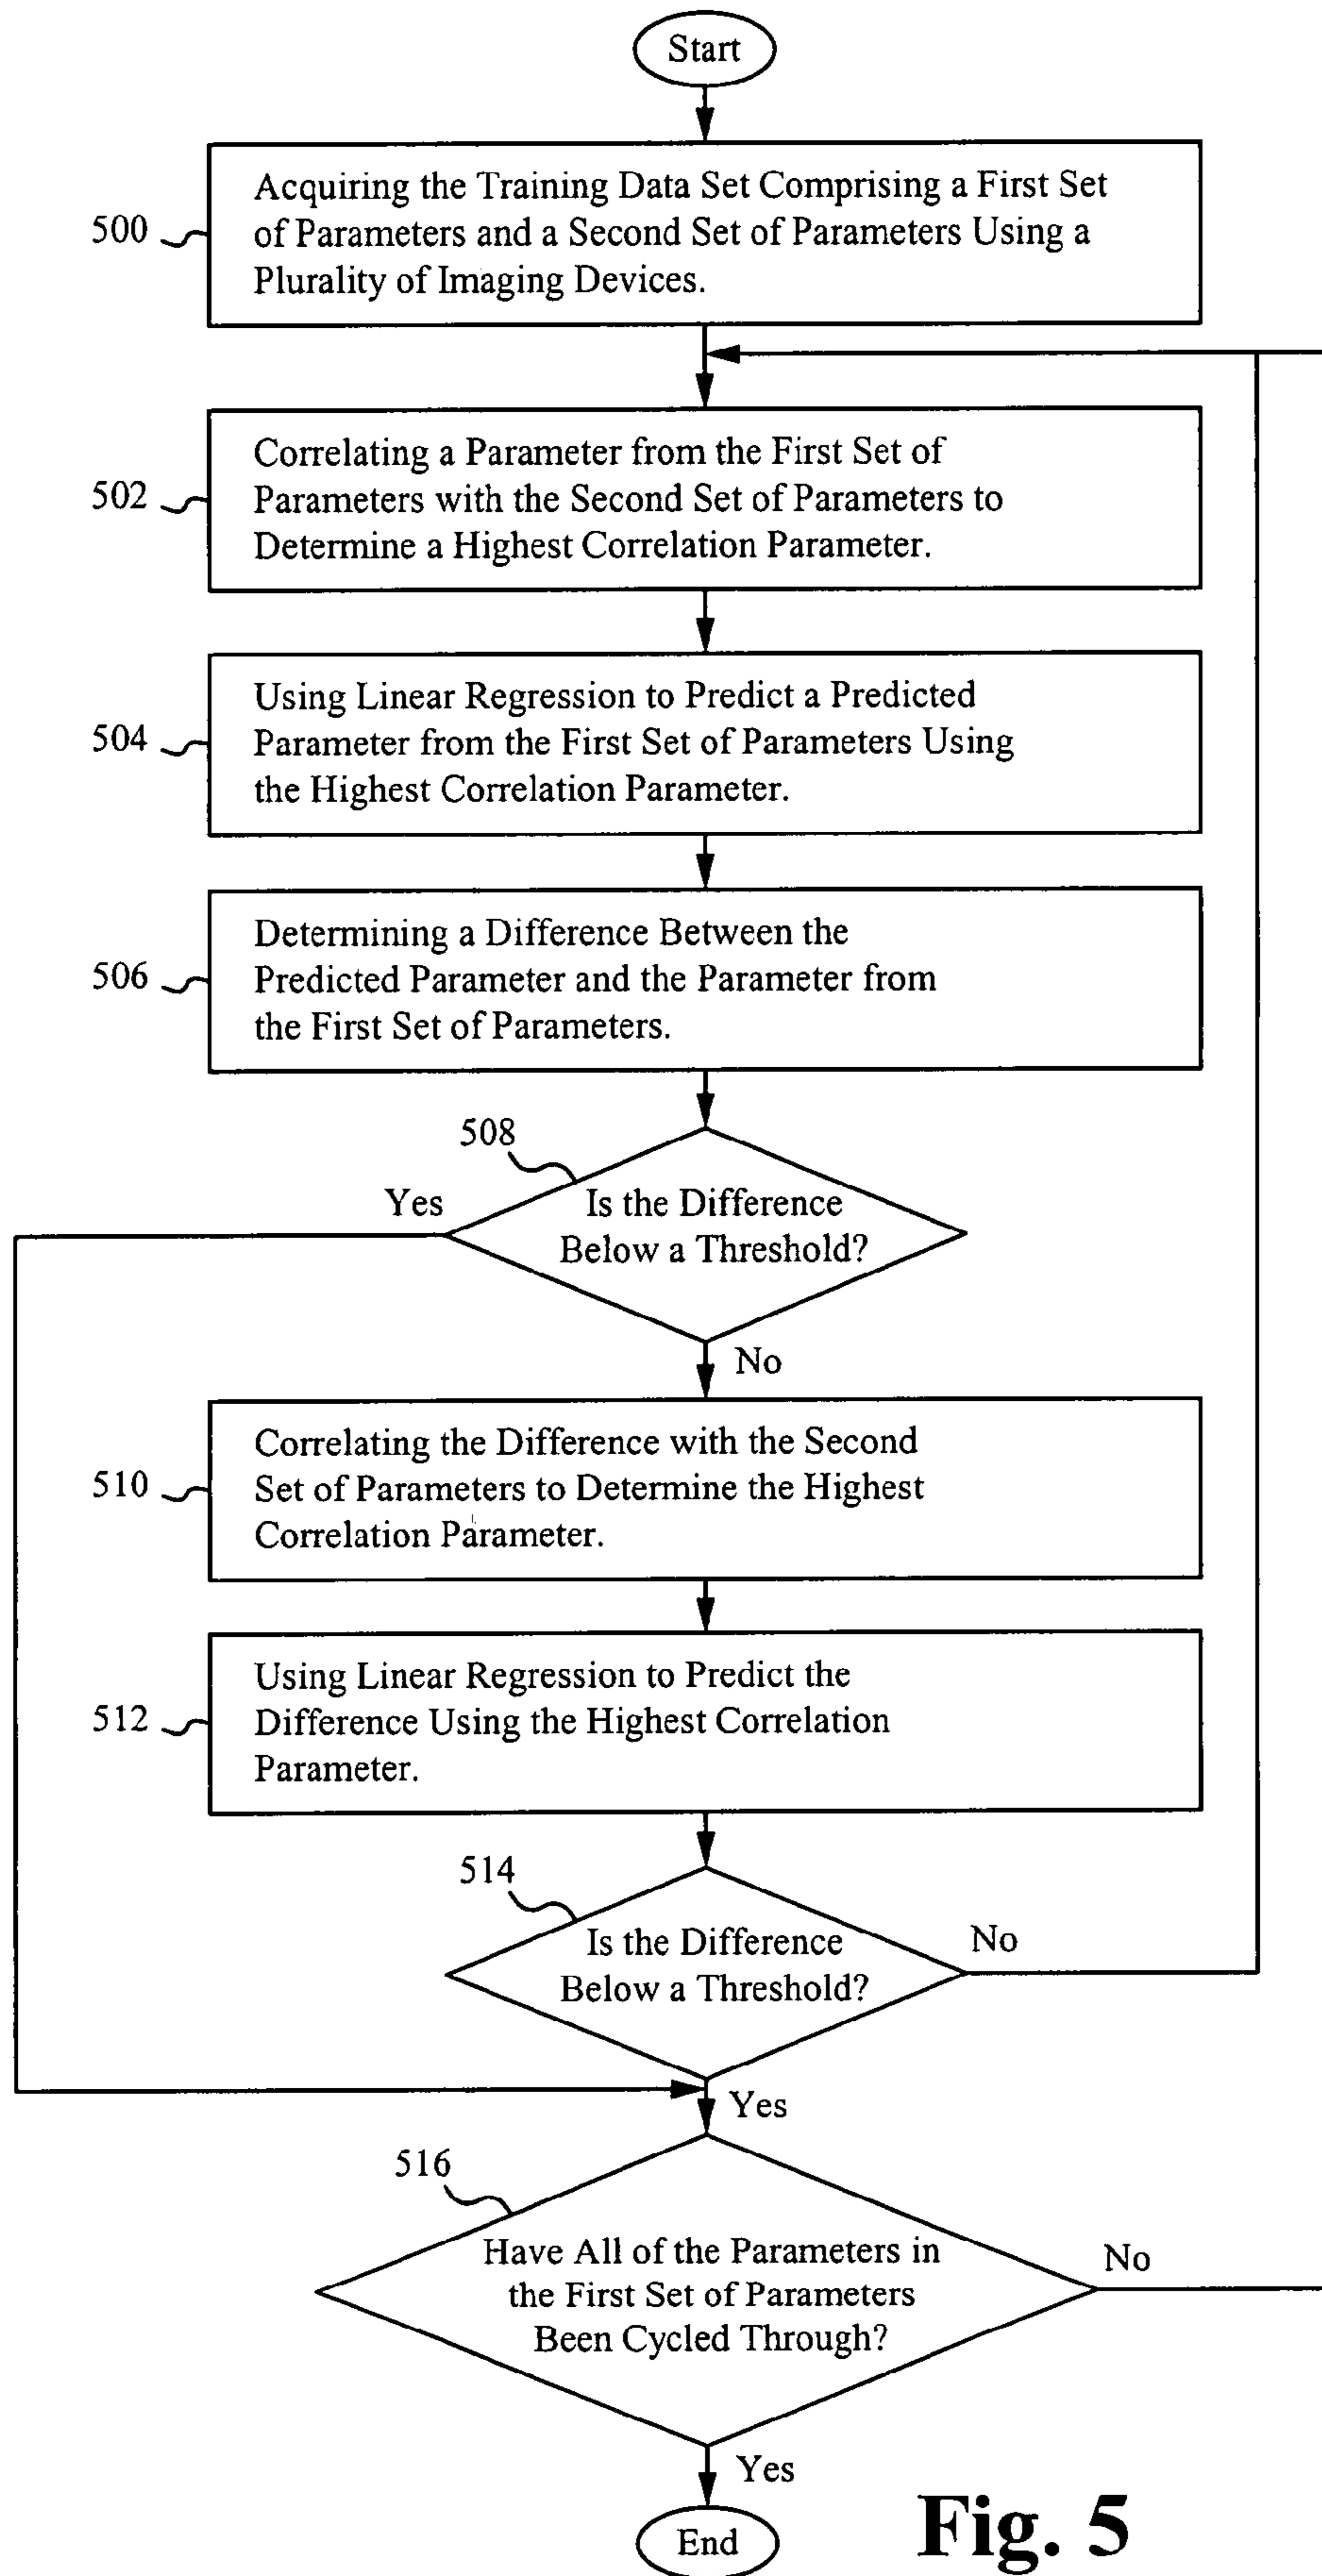 Start
500
Acquiring the Training Data Set Comprising a First Set
of Parameters and a Second Set of Parameters Using a
Plurality of Imaging Devices.
502
Correlating a Parameter from the First Set of
Parameters with the Second Set of Parameters to
Determine a Highest Correlation Parameter.
504
Using Linear Regression to Predict a Predicted
Parameter from the First Set of Parameters Using
the Highest Correlation Parameter.
506
Determining a Difference Between the
Predicted Parameter and the Parameter from
the First Set of Parameters.
508
Yes
Is the Difference
Below a Threshold?
No
510
Correlating the Difference with the Second
Set of Parameters to Determine the Highest
Correlation Parameter.
512
Using Linear Regression to Predict the
Difference Using the Highest Correlation
Parameter.
514
Is the Difference
Below a Threshold?
No
Yes
516
Have All of the Parameters in
the First Set of Parameters
Been Cycled Through?
No
Yes
End
Fig. 5